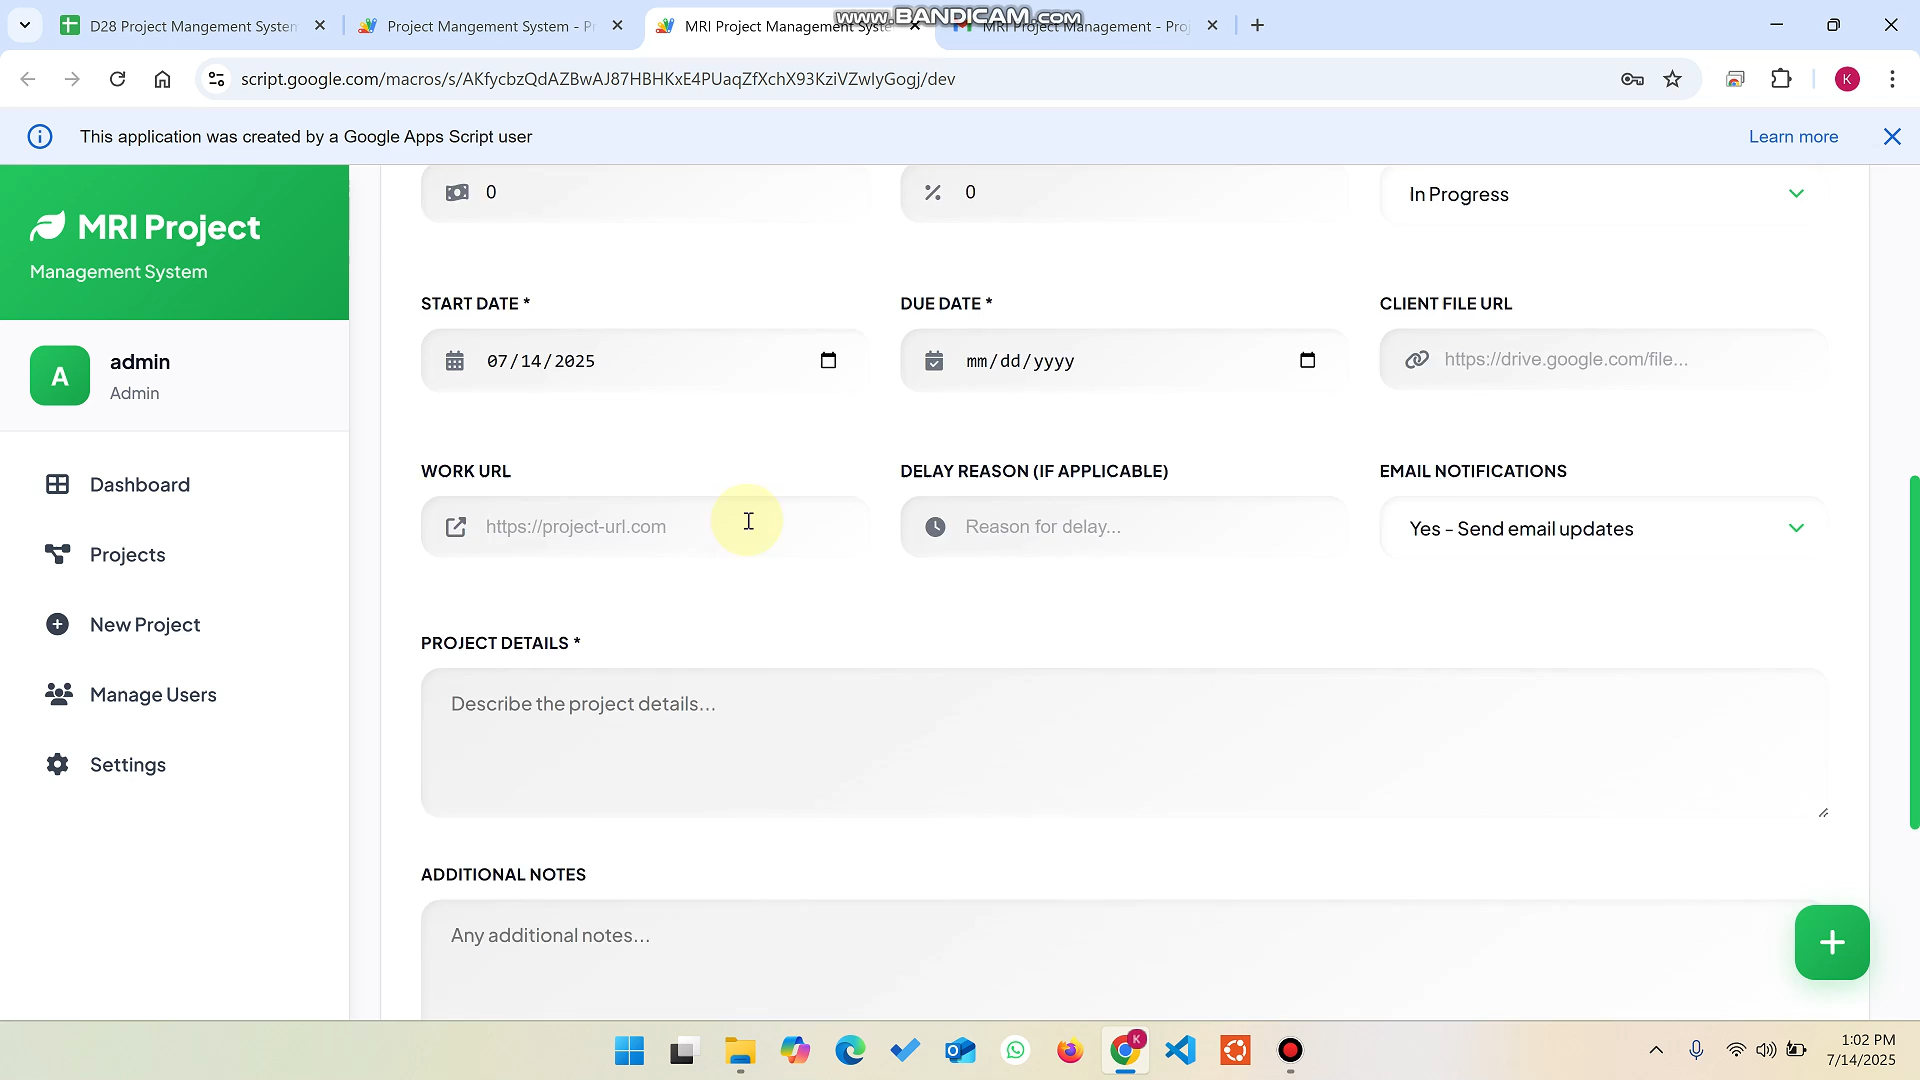 D28 Project Mangement System
Project Mangement System - Pr
MRI Project Management Syste
MRI Project Management - Proj
www.BANDICAM.com
script.google.com/macros/s/AKfycbzQdAZBwAJ87HBHKxE4PUaqZfXchX93KziVZwIyGogj/dev
K
This application was created by a Google Apps Script user
Learn more
MRI Project
Management System
A
admin
Admin
Dashboard
Projects
New Project
Manage Users
Settings
0
0
In Progress
START DATE *
DUE DATE *
CLIENT FILE URL
07/14/2025
mm/dd/yyyy
https://drive.google.com/file...
WORK URL
DELAY REASON (IF APPLICABLE)
EMAIL NOTIFICATIONS
https://project-url.com
Reason for delay...
Yes - Send email updates
PROJECT DETAILS *
Describe the project details...
ADDITIONAL NOTES
Any additional notes...
K
1:02 PM
7/14/2025